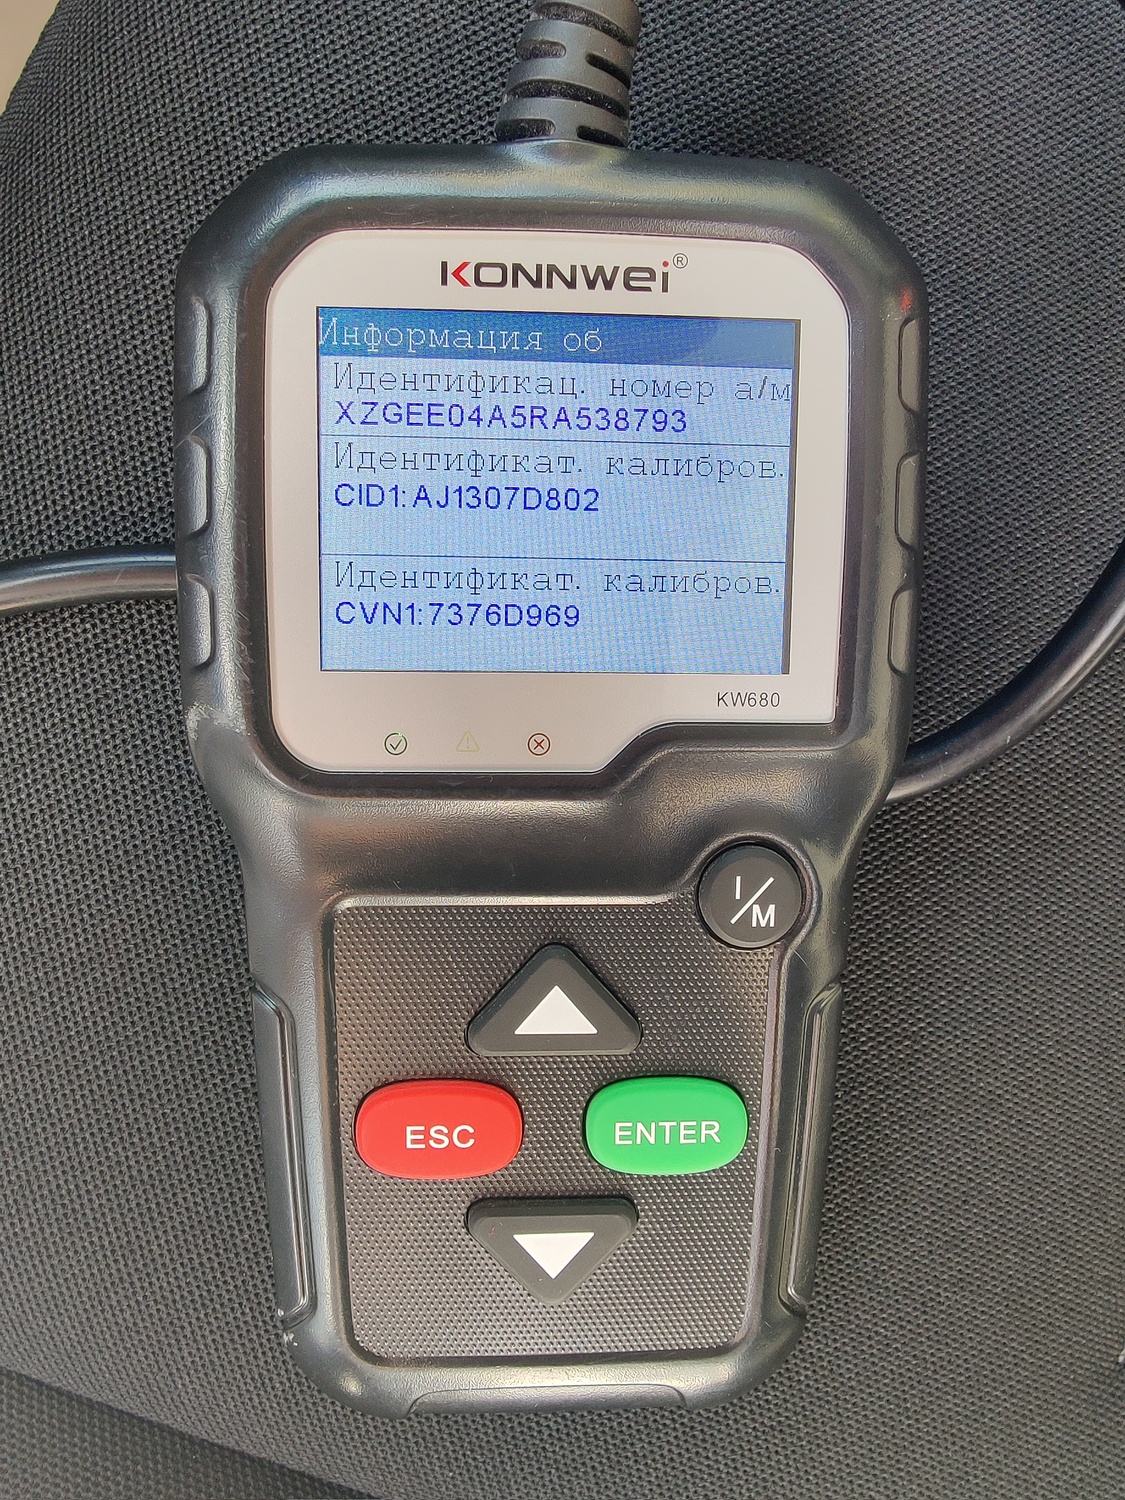 KONNWEI®
Информация об
Идентификац. номер а/м
XZGEE04A5RA538793
Идентификат. калибров.
CID1:AJ1307D802
Идентификат. калибров.
CVN1:7376D969
KW680
I/M
ESC
ENTER